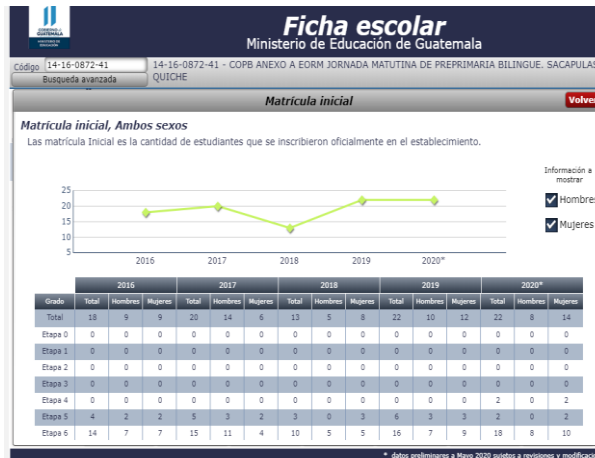 GOBIERNO de
GUATEMALA
MINISTERIO DE
EDUCACIÓN
Ficha escolar
Ministerio de Educación de Guatemala
Código 14-16-0872-41
14-16-0872-41 - COPB ANEXO A EORM JORNADA MATUTINA DE PREPRIMARIA BILINGUE. SACAPULAS
QUICHE
Busqueda avanzada
Matrícula inicial
Volver
Matrícula inicial, Ambos sexos
Las matrícula Inicial es la cantidad de estudiantes que se inscribieron oficialmente en el establecimiento.
Información a
mostrar
Hombres
Mujeres
25
20
15
10
5
2016 2017 2018 2019 2020*
2016 2017 2018 2019 2020*
Grado Total Hombres Mujeres Total Hombres Mujeres Total Hombres Mujeres Total Hombres Mujeres Total Hombres Mujeres
Total 18 9 9 20 14 6 13 5 8 22 10 12 22 8 14
Etapa 0 0 0 0 0 0 0 0 0 0 0 0 0 0 0 0
Etapa 1 0 0 0 0 0 0 0 0 0 0 0 0 0 0 0
Etapa 2 0 0 0 0 0 0 0 0 0 0 0 0 0 0 0
Etapa 3 0 0 0 0 0 0 0 0 0 0 0 0 0 0 0
Etapa 4 0 0 0 0 0 0 0 0 0 0 0 0 2 0 2
Etapa 5 4 2 2 5 3 2 3 0 3 6 3 3 2 0 2
Etapa 6 14 7 7 15 11 4 10 5 5 16 7 9 18 8 10
* datos preliminares a Mayo 2020 sujetos a revisiones y modificacio